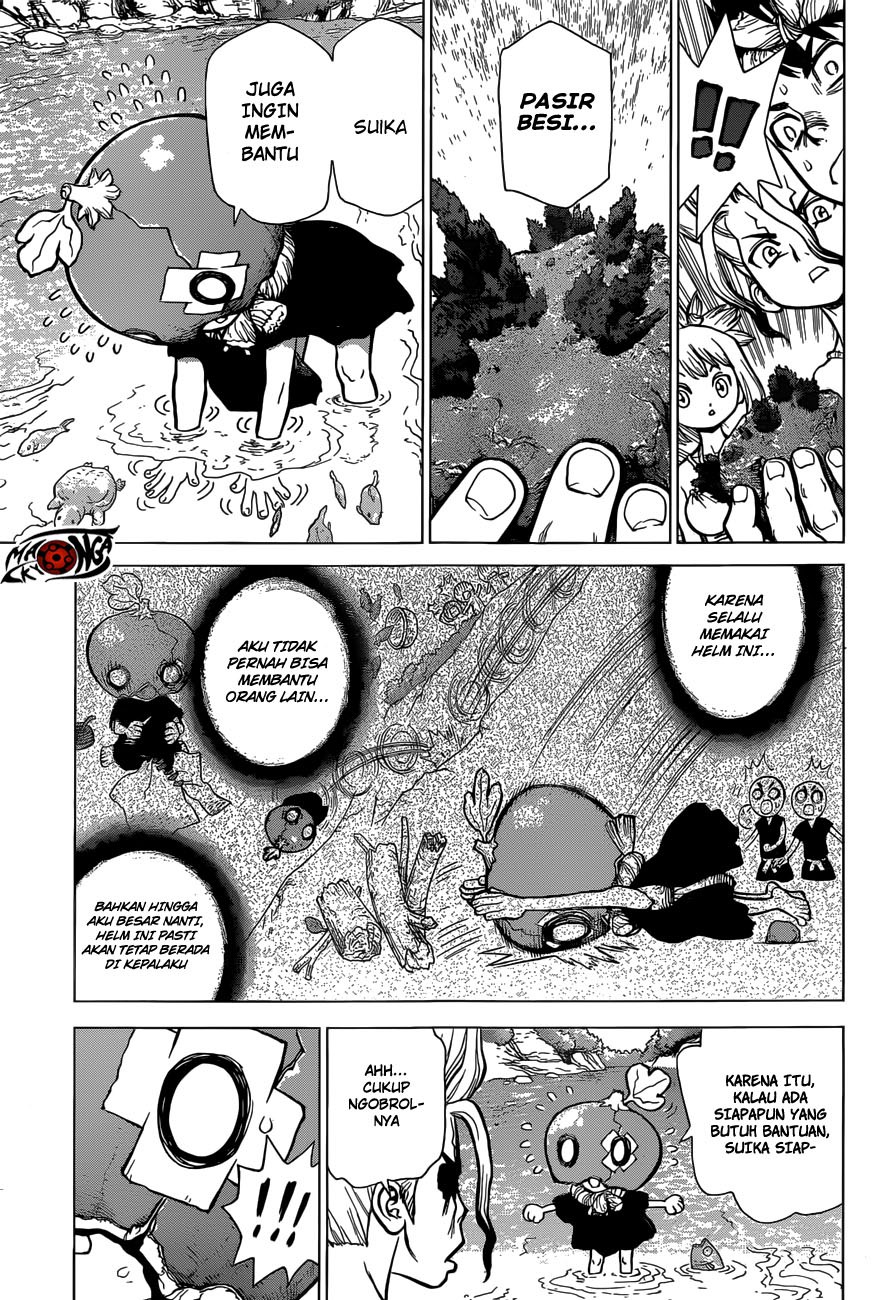 !!
PASIR
BESI...
SUIKA
JUGA
INGIN
MEM-
BANTU
KARENA
SELALU
MEMAKAI
HELM INI...
AKU TIDAK
PERNAH BISA
MEMBANTU
ORANG LAIN...
BAHKAN HINGGA
AKU BESAR NANTI,
HELM INI PASTI
AKAN TETAP BERADA
DI KEPALAKU
KARENA ITU,
KALAU ADA
SIAPAPUN YANG
BUTUH BANTUAN,
SUIKA SIAP-
AHH...
CUKUP
NGOBROL-
NYA
!!!